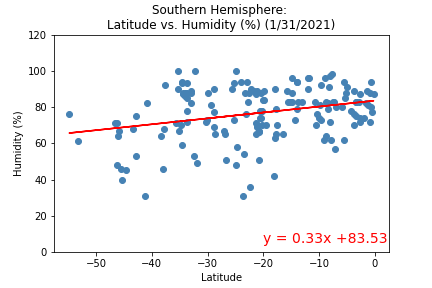 Southern Hemisphere:
Latitude vs. Humidity (%) (1/31/2021)
120
100
80
60
40
20
0
Humidity (%)
y = 0.33x +83.53
−50
−40
−30
−20
−10
0
Latitude